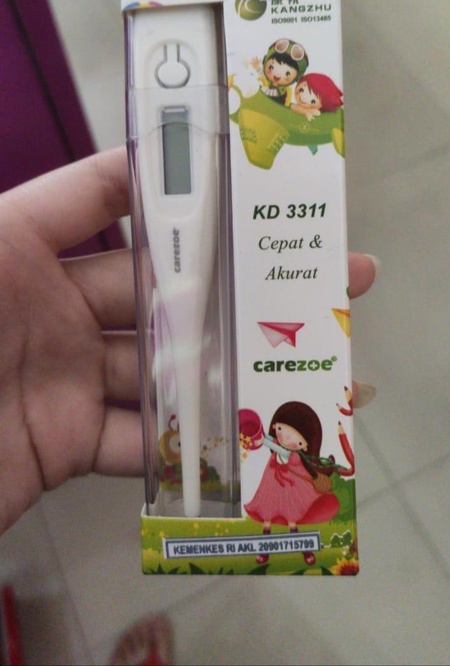 KANGZHU
ISO9001 ISO13485
KD 3311
Cepat &
Akurat
carezoe
carezoe®
KEMENKES RI AKL 20901715799